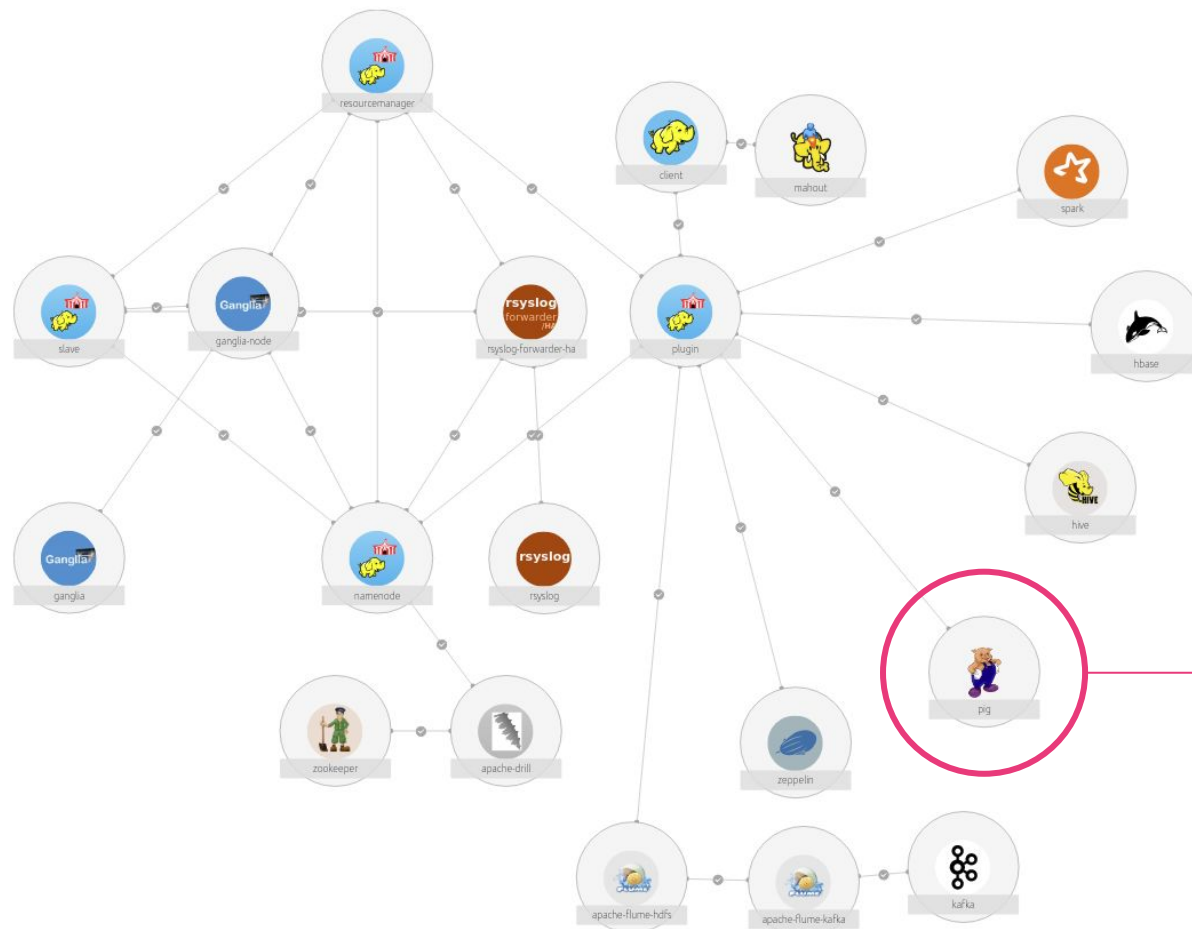 resourcemanager
client
mahout
spark
Ganglia
rsyslog
forwarder
/HA
slave
ganglia-node
rsyslog-forwarder-ha
plugin
hbase
HIVE
hive
Ganglia
rsyslog
ganglia
namenode
rsyslog
pig
zookeeper
apache-drill
zeppelin
apache-flume-hdfs
apache-flume-kafka
kafka